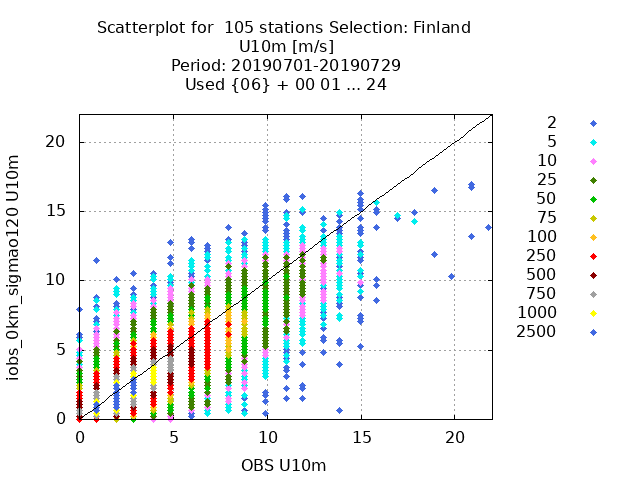 Scatterplot for  105 stations Selection: Finland
U10m [m/s]
Period: 20190701-20190729
Used {06} + 00 01 ... 24
iobs_0km_sigmao120 U10m
20
15
10
5
0
0 5 10 15 20
OBS U10m
2
5
10
25
50
75
100
250
500
750
1000
2500